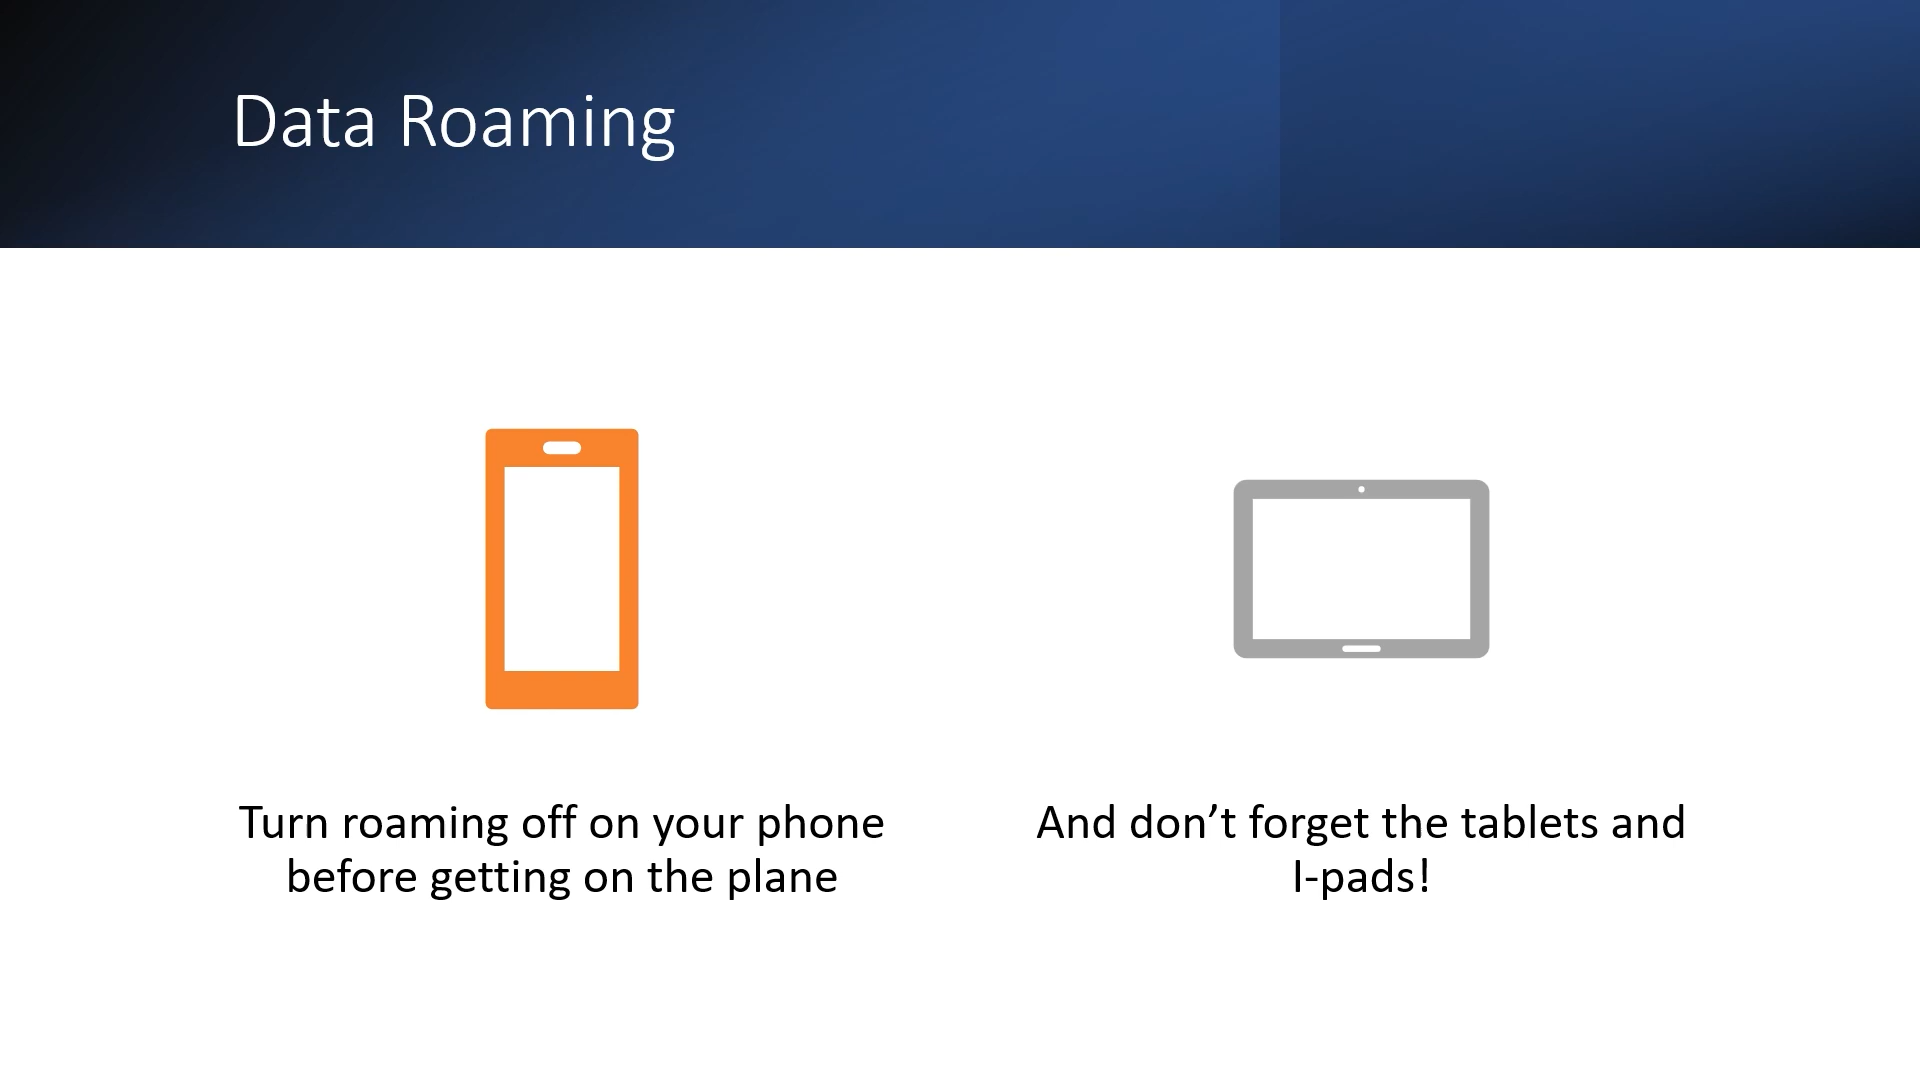 Data Roaming
Turn roaming off on your phone
before getting on the plane
And don’t forget the tablets and
I-pads!